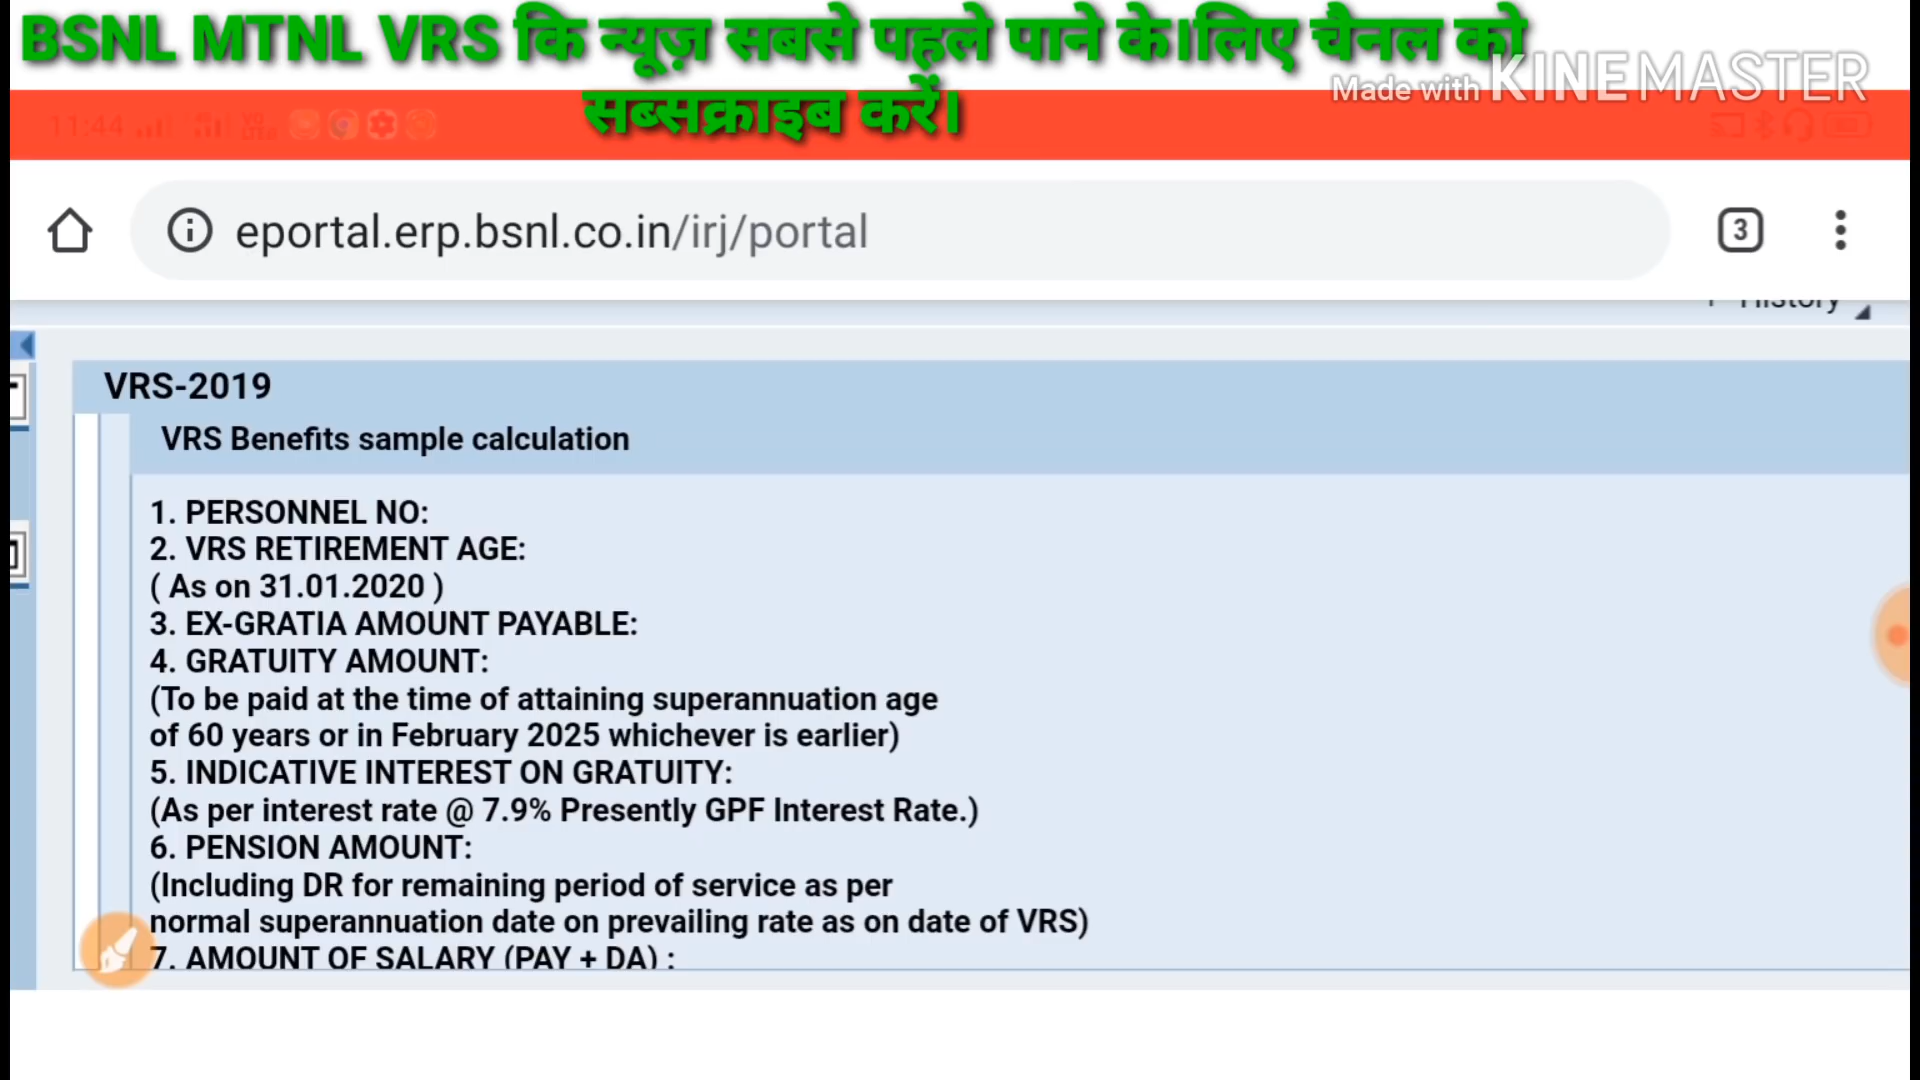 BSNL MTNL VRS कि न्यूज़ सबसे पहले पाने के।लिए चैनल को
सब्सक्राइब करें।
Made with KINEMASTER
11:44
eportal.erp.bsnl.co.in/irj/portal
3
History
VRS-2019
VRS Benefits sample calculation
1. PERSONNEL NO:
2. VRS RETIREMENT AGE:
( As on 31.01.2020 )
3. EX-GRATIA AMOUNT PAYABLE:
4. GRATUITY AMOUNT:
(To be paid at the time of attaining superannuation age
of 60 years or in February 2025 whichever is earlier)
5. INDICATIVE INTEREST ON GRATUITY:
(As per interest rate @ 7.9% Presently GPF Interest Rate.)
6. PENSION AMOUNT:
(Including DR for remaining period of service as per
normal superannuation date on prevailing rate as on date of VRS)
7. AMOUNT OF SALARY (PAY + DA) :